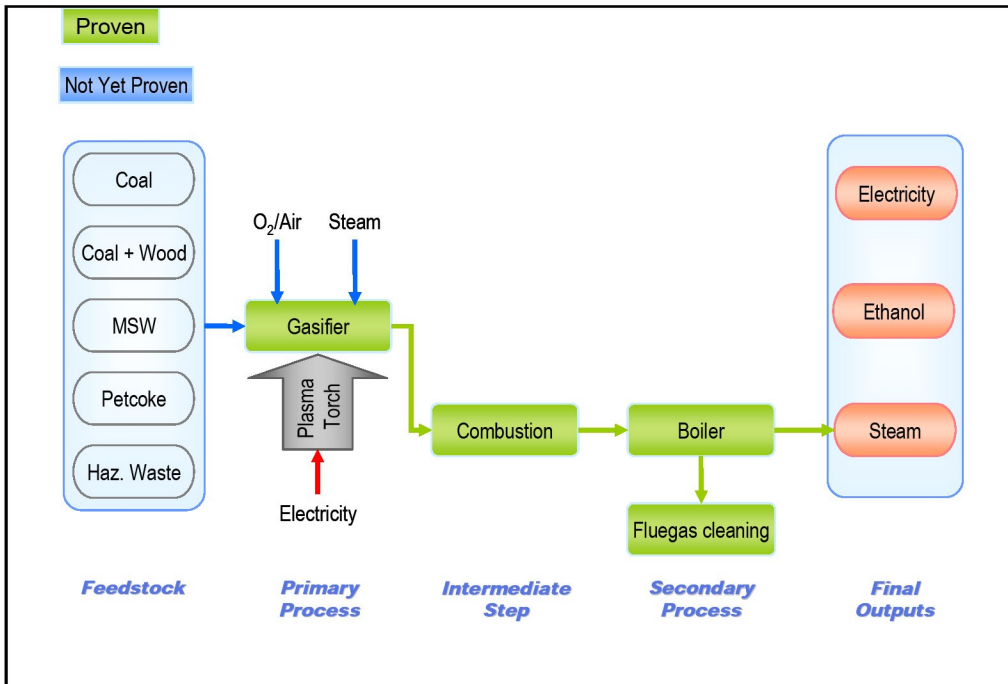 Proven
Not Yet Proven
Coal
Coal + Wood
MSW
Petcoke
Haz. Waste
O₂/Air
Steam
Gasifier
Plasma
Torch
Electricity
Combustion
Boiler
Fluegas cleaning
Electricity
Ethanol
Steam
Feedstock
Primary
Process
Intermediate
Step
Secondary
Process
Final
Outputs